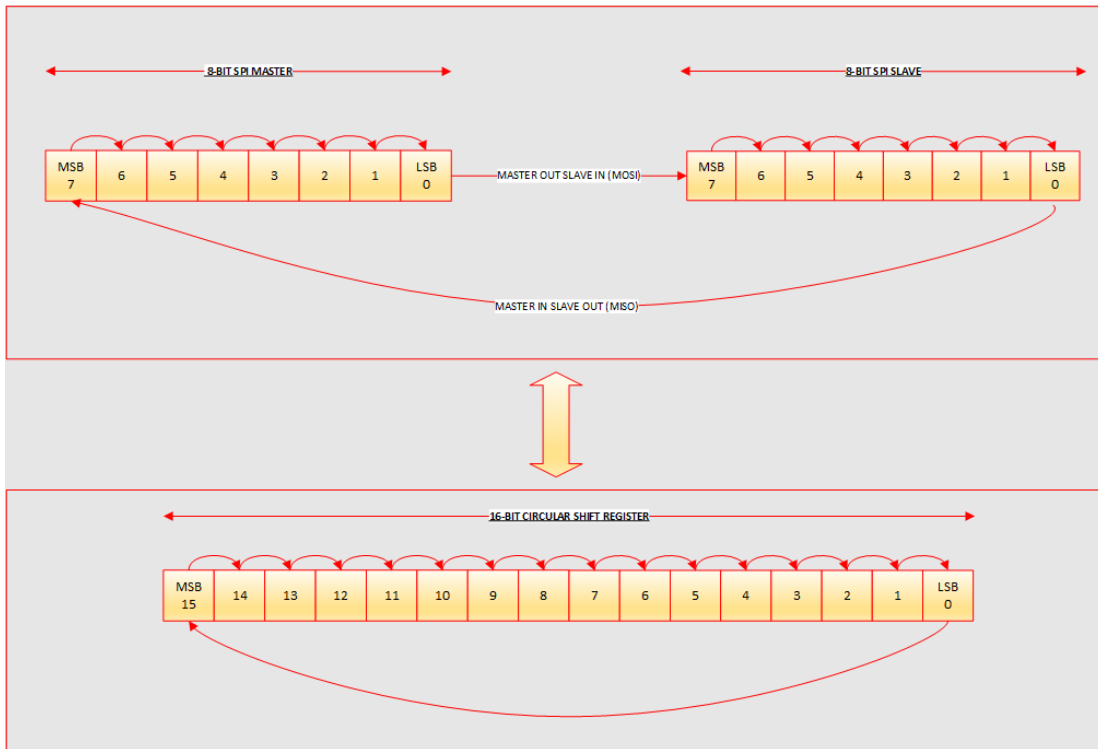 8-BIT SPI MASTER
8-BIT SPI SLAVE
MSB 6 5 4 3 2 1 LSB
7 0
MASTER OUT SLAVE IN (MOSI)
MSB 6 5 4 3 2 1 LSB
7 0
MASTER IN SLAVE OUT (MISO)
16-BIT CIRCULAR SHIFT REGISTER
MSB 14 13 12 11 10 9 8 7 6 5 4 3 2 1 LSB
15 0